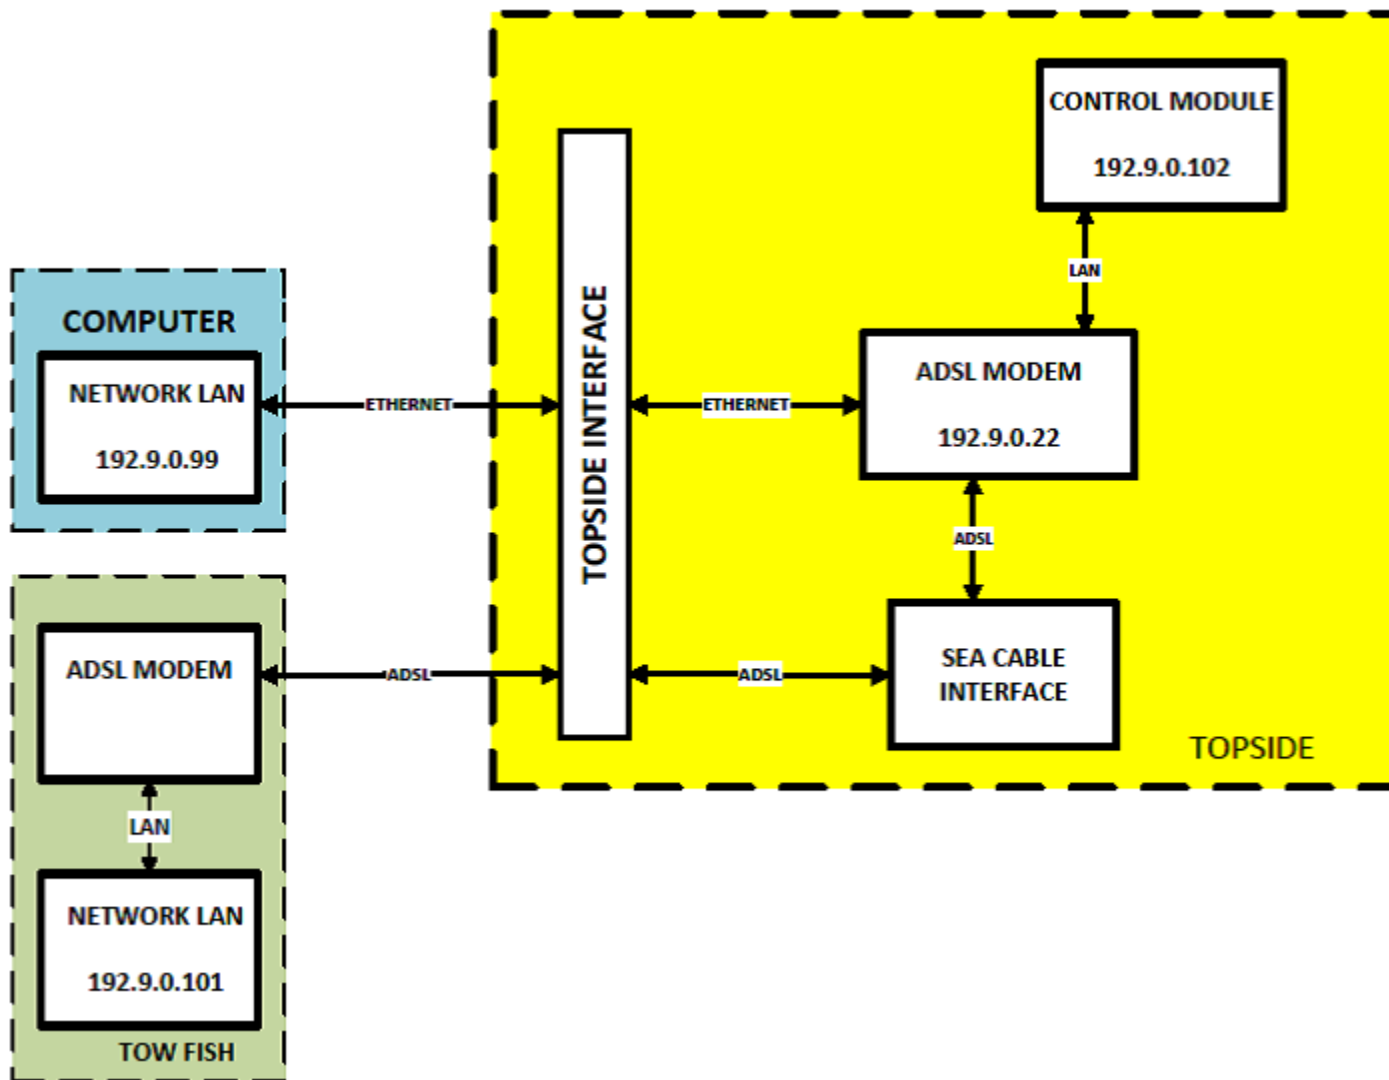 CONTROL MODULE
192.9.0.102
LAN
COMPUTER
NETWORK LAN
192.9.0.99
ETHERNET
TOPSIDE INTERFACE
ETHERNET
ADSL MODEM
192.9.0.22
ADSL
ADSL MODEM
ADSL
ADSL
SEA CABLE
INTERFACE
TOPSIDE
LAN
NETWORK LAN
192.9.0.101
TOW FISH